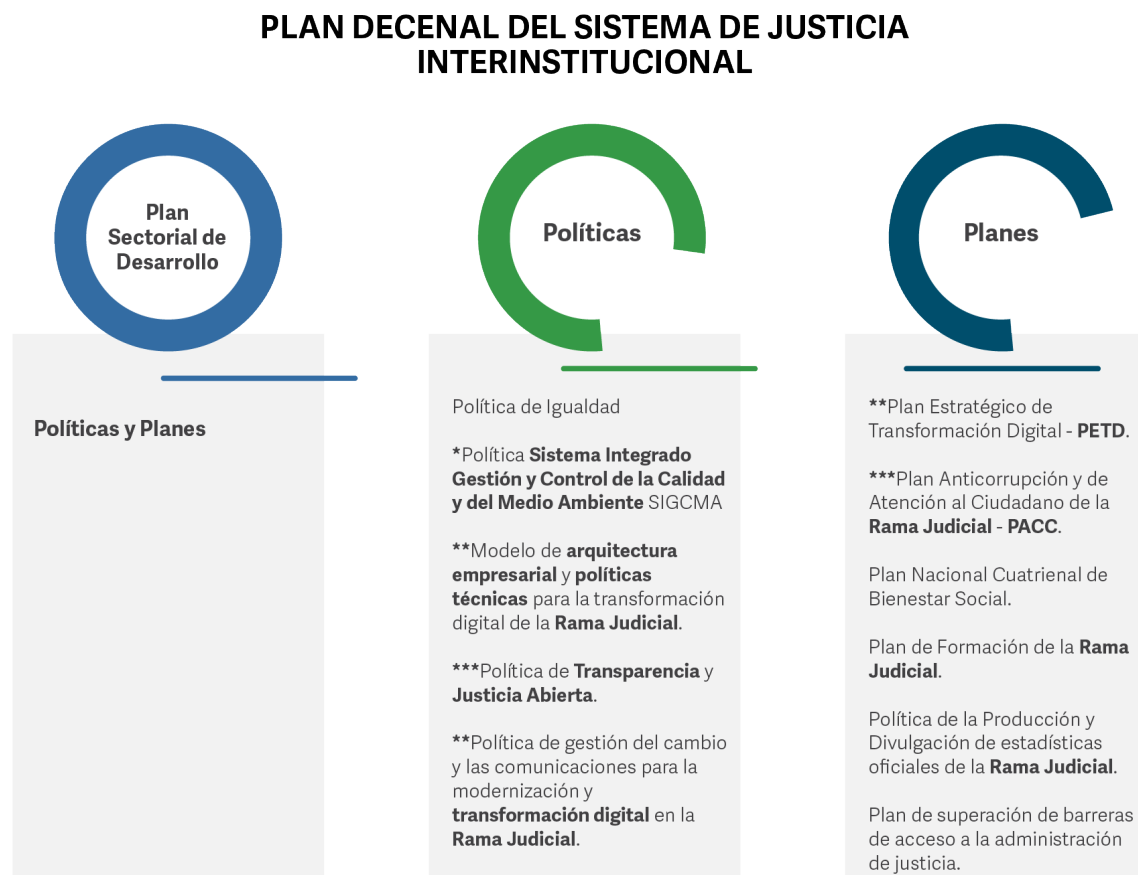 PLAN DECENAL DEL SISTEMA DE JUSTICIA
INTERINSTITUCIONAL
Plan
Sectorial de
Desarrollo
Políticas y Planes
Políticas
Política de Igualdad
*Política Sistema Integrado
Gestión y Control de la Calidad
y del Medio Ambiente SIGCMA
**Modelo de arquitectura
empresarial y políticas
técnicas para la transformación
digital de la Rama Judicial.
***Política de Transparencia y
Justicia Abierta.
**Política de gestión del cambio
y las comunicaciones para la
modernización y
transformación digital en la
Rama Judicial.
Planes
**Plan Estratégico de
Transformación Digital - PETD.
***Plan Anticorrupción y de
Atención al Ciudadano de la
Rama Judicial - PACC.
Plan Nacional Cuatrienal de
Bienestar Social.
Plan de Formación de la Rama
Judicial.
Política de la Producción y
Divulgación de estadísticas
oficiales de la Rama Judicial.
Plan de superación de barreras
de acceso a la administración
de justicia.